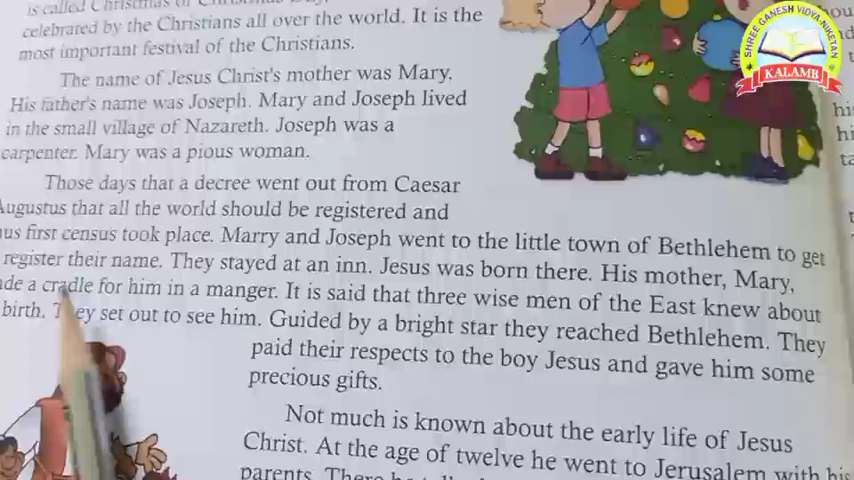 is called Christmas or Christmas
celebrated by the Christians all over the world. It is the
most important festival of the Christians.
The name of Jesus Christ's mother was Mary.
His father's name was Joseph. Mary and Joseph lived
in the small village of Nazareth. Joseph was a
carpenter. Mary was a pious woman.
Those days that a decree went out from Caesar
Augustus that all the world should be registered and
us first census took place. Marry and Joseph went to the little town of Bethlehem to get
register their name. They stayed at an inn. Jesus was born there. His mother, Mary,
de a cradle for him in a manger. It is said that three wise men of the East knew about
birth. They set out to see him. Guided by a bright star they reached Bethlehem. They
paid their respects to the boy Jesus and gave him some
precious gifts.
Not much is known about the early life of Jesus
Christ. At the age of twelve he went to Jerusalem with his
parents.
SHREE GANESH VIDYA NIKETAN
KALAMB
hi
hi